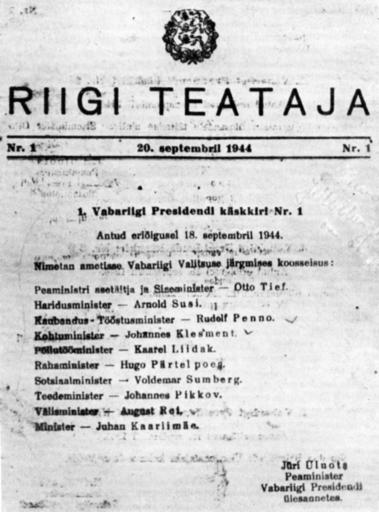 RIIGI TEATAJA
Nr. 1 20. septembril 1944 Nr. 1
1. Vabariigi Presidendi käskkiri Nr. 1
Antud eriõigusel 18. septembril 1944.
Nimetan ametisse Vabariigi Valitsuse järgmises koosseisus:
Peaministri asetäitja ja Siseminister — Otto Tief.
Haridusminister — Arnold Susi.
Kaubandus-Tööstusminister — Rudolf Penno.
Kohtuminister — Johannes Klesment.
Põllutööminister — Kaarel Liidak.
Rahaminister — Hugo Pärtelpoeg.
Sotsiaalminister — Voldemar Sumberg.
Teedeminister — Johannes Pikkov.
Välisminister — August Rei.
Minister — Juhan Kaarlimäe.
Jüri Uluots
Peaminister
Vabariigi Presidendi
ülesannetes.